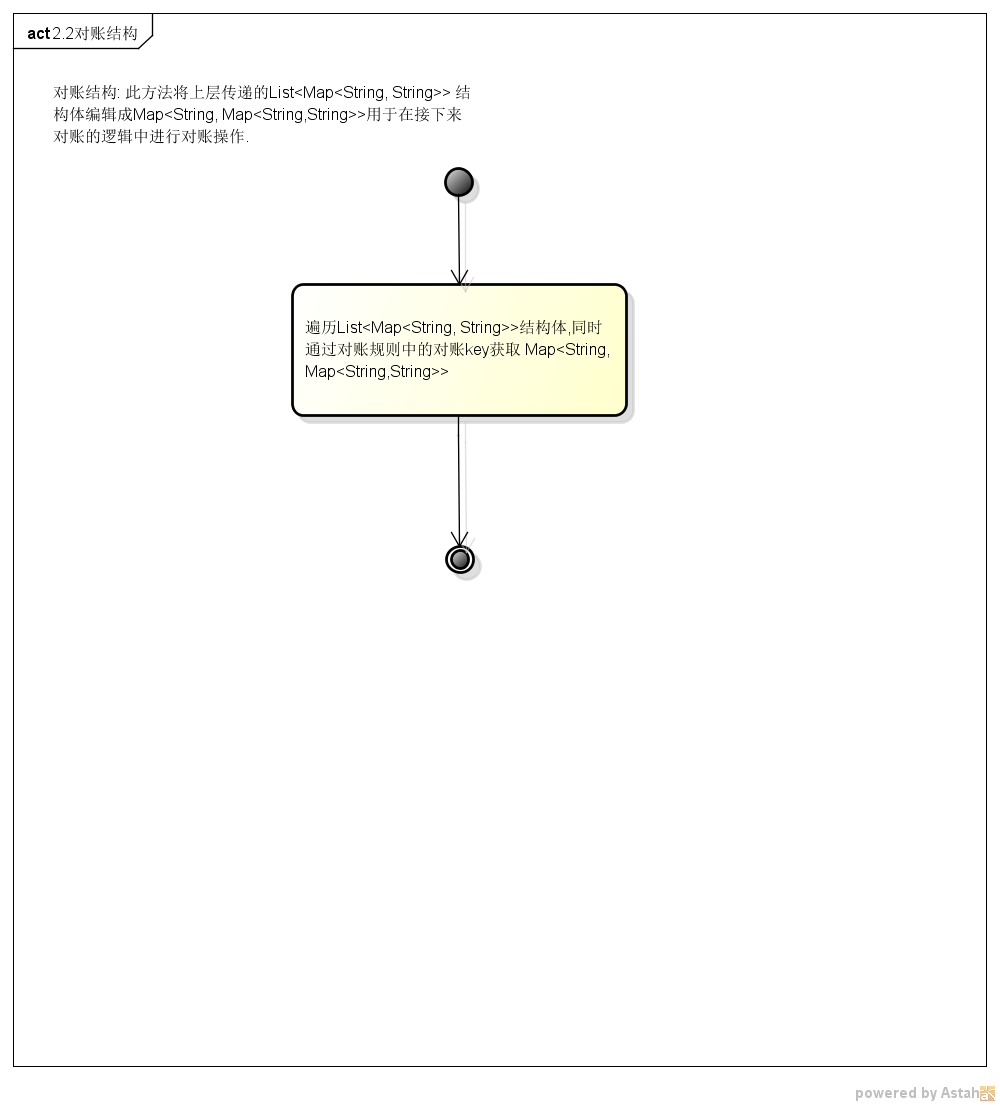 act 2.2对账结构
对账结构: 此方法将上层传递的List<Map<String, String>> 结
构体编辑成Map<String, Map<String,String>>用于在接下来
对账的逻辑中进行对账操作.
遍历List<Map<String, String>>结构体,同时
通过对账规则中的对账key获取 Map<String,
Map<String,String>>
powered by Astah